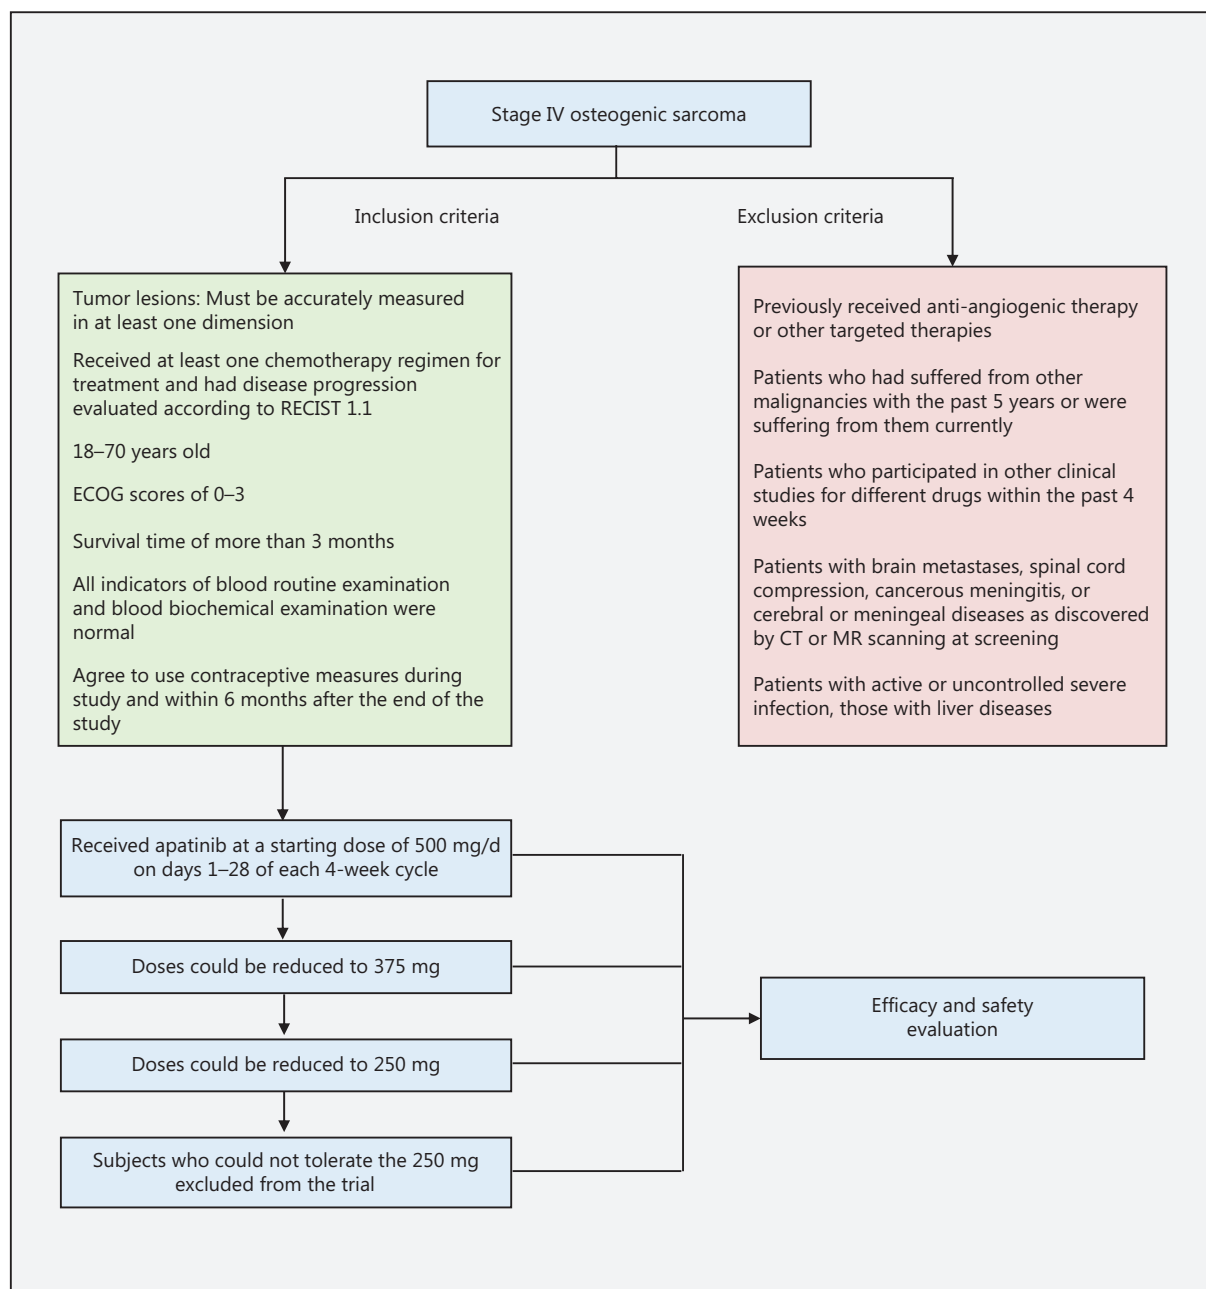 Stage IV osteogenic sarcoma
Inclusion criteria
Exclusion criteria
Tumor lesions: Must be accurately measured
in at least one dimension
Received at least one chemotherapy regimen for
treatment and had disease progression
evaluated according to RECIST 1.1
18–70 years old
ECOG scores of 0–3
Survival time of more than 3 months
All indicators of blood routine examination
and blood biochemical examination were
normal
Agree to use contraceptive measures during
study and within 6 months after the end of the
study
Previously received anti-angiogenic therapy
or other targeted therapies
Patients who had suffered from other
malignancies with the past 5 years or were
suffering from them currently
Patients who participated in other clinical
studies for different drugs within the past 4
weeks
Patients with brain metastases, spinal cord
compression, cancerous meningitis, or
cerebral or meningeal diseases as discovered
by CT or MR scanning at screening
Patients with active or uncontrolled severe
infection, those with liver diseases
Received apatinib at a starting dose of 500 mg/d
on days 1–28 of each 4-week cycle
Doses could be reduced to 375 mg
Doses could be reduced to 250 mg
Subjects who could not tolerate the 250 mg
excluded from the trial
Efficacy and safety
evaluation